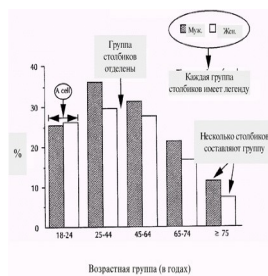 Муж. Жен.
Группа
столбиков
отделены
Каждая группа
столбиков имеет легенду
A cell
Несколько столбиков
составляют группу
%
40
30
20
10
0
18-24 25-44 45-64 65-74 ≥ 75
Возрастная группа (в годах)